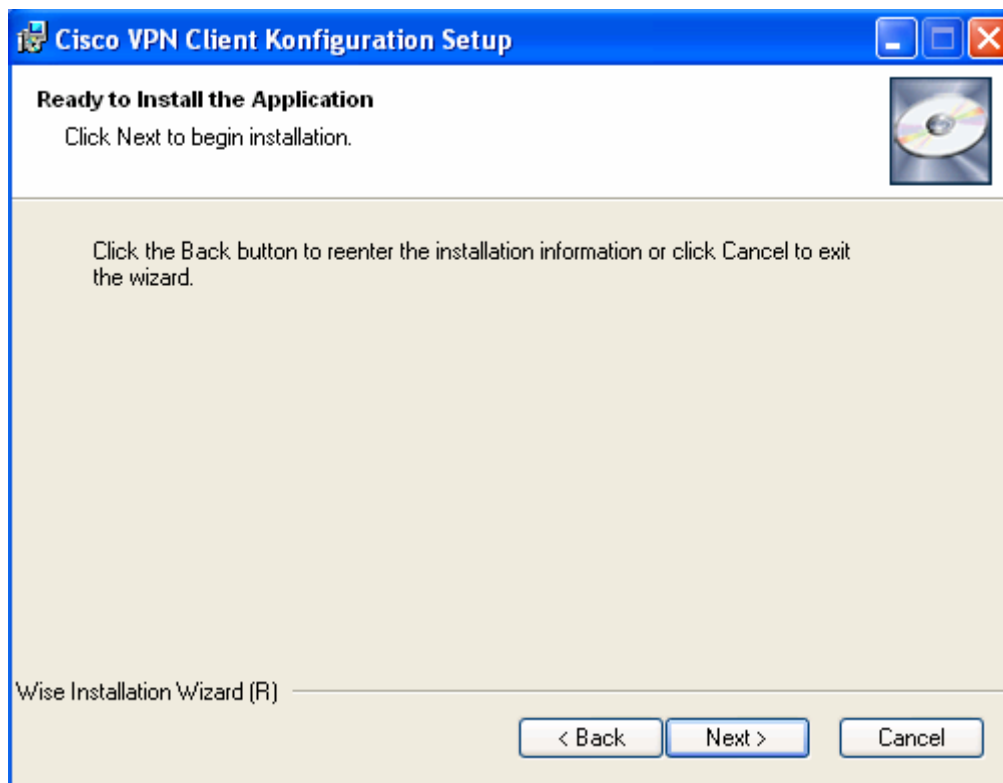 Cisco VPN Client Konfiguration Setup
Ready to Install the Application
Click Next to begin installation.
Click the Back button to reenter the installation information or click Cancel to exit
the wizard.
Wise Installation Wizard (R)
< Back
Next >
Cancel